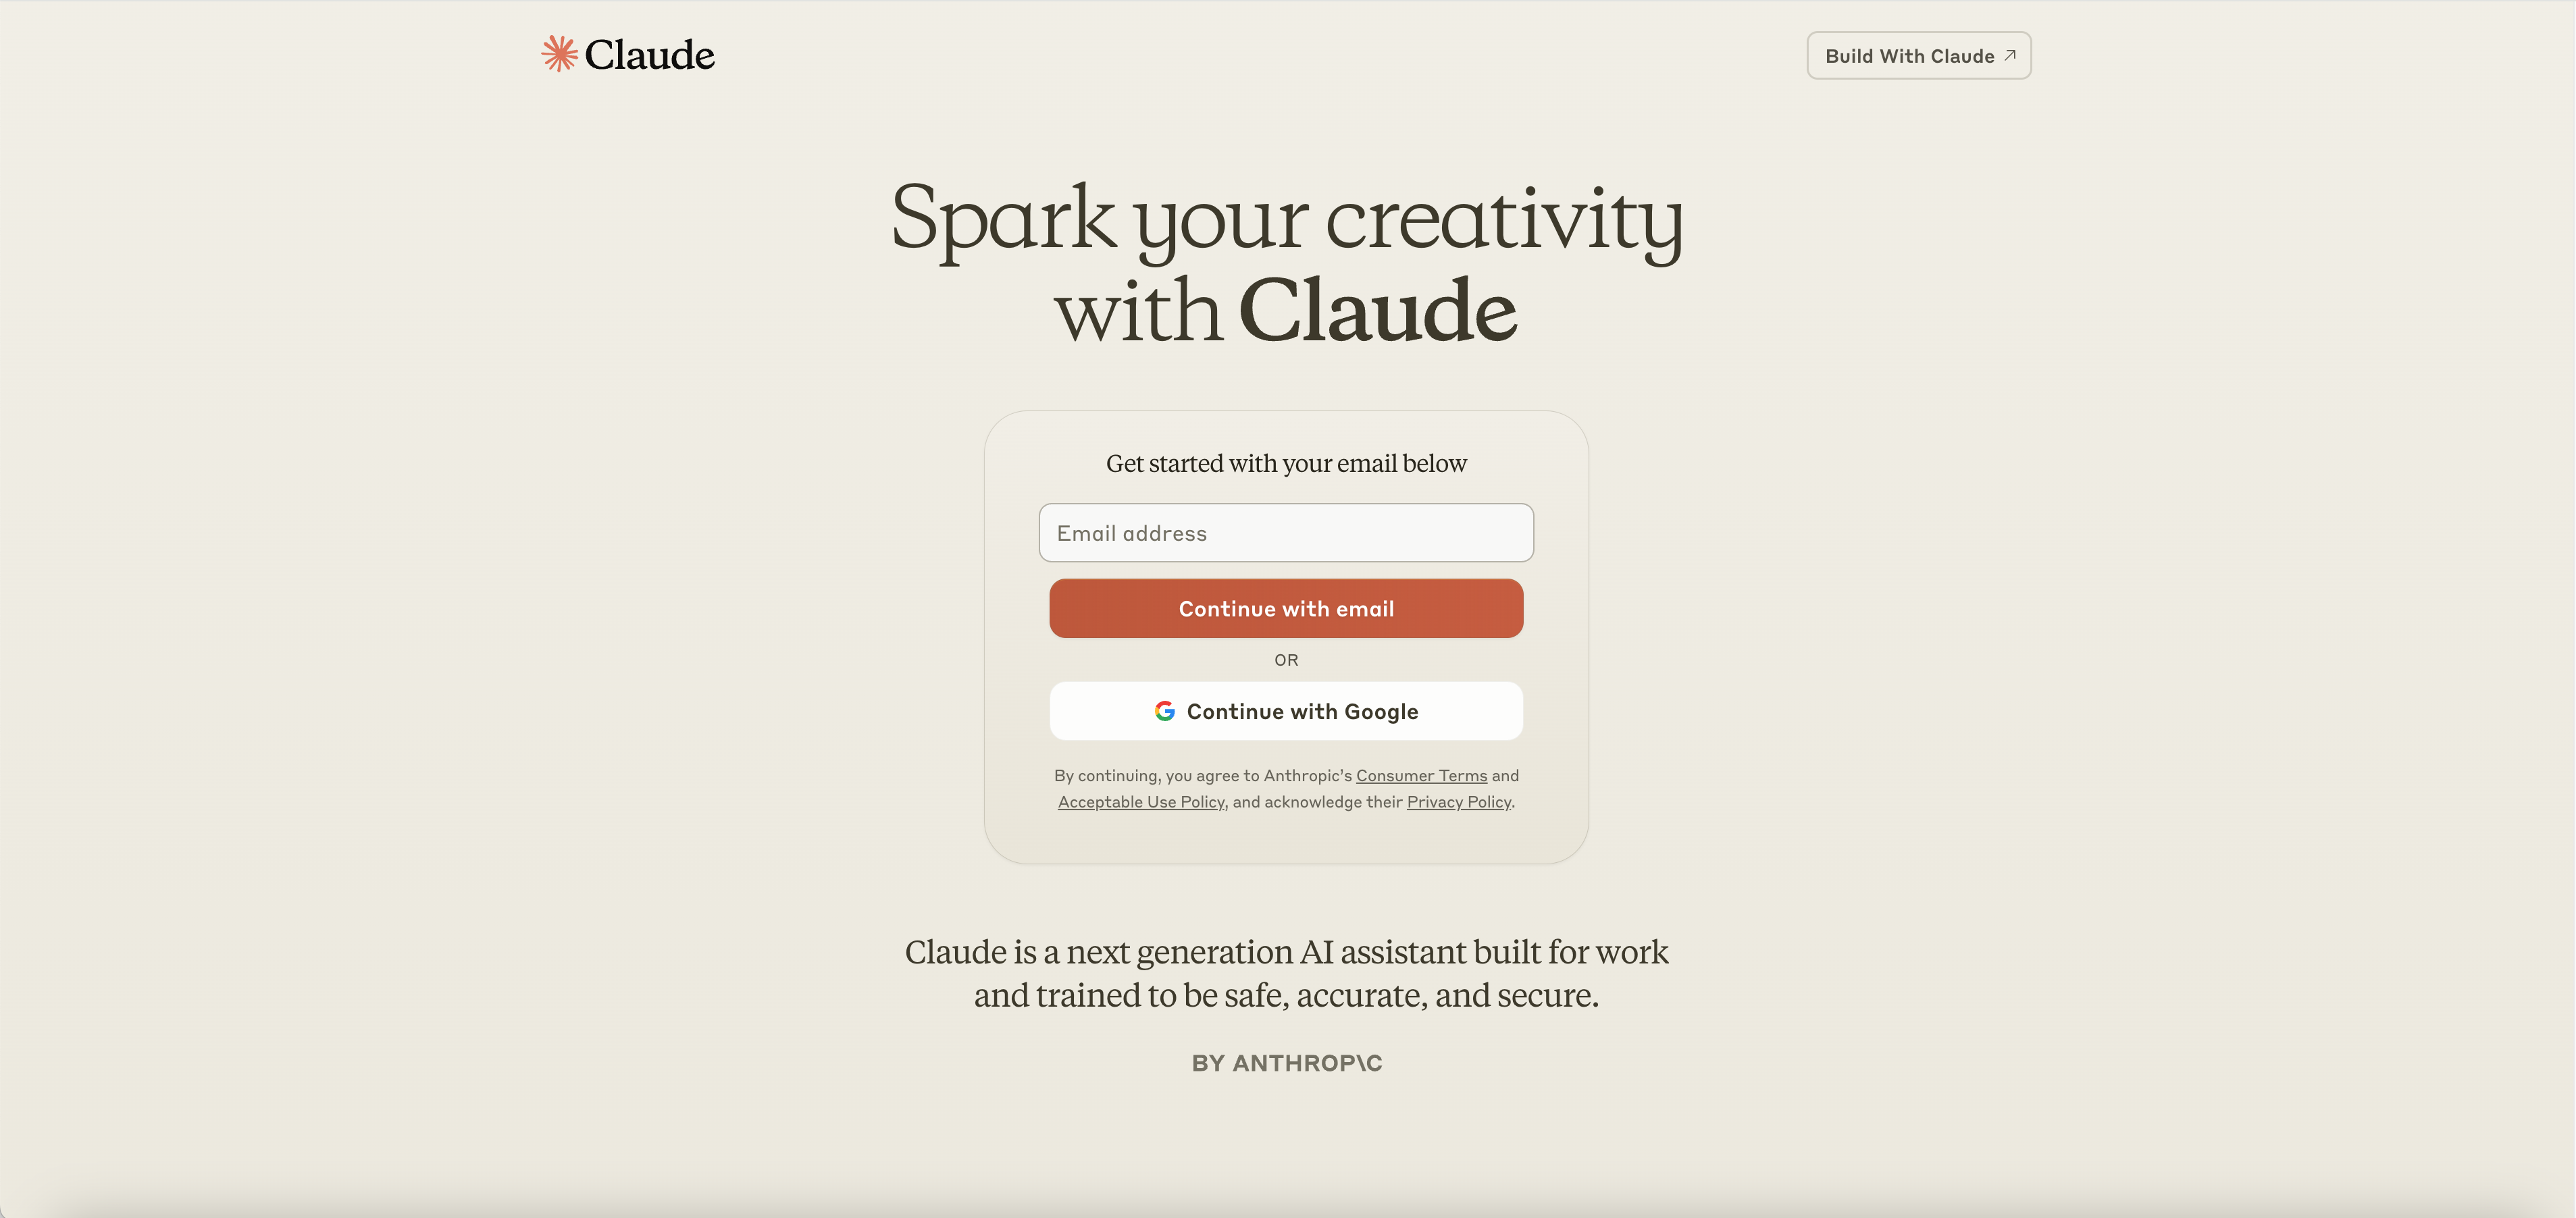 Claude
Build With Claude
Spark your creativity
with Claude
Get started with your email below
Email address
Continue with email
OR
Continue with Google
By continuing, you agree to Anthropic’s Consumer Terms and
Acceptable Use Policy, and acknowledge their Privacy Policy.
Claude is a next generation AI assistant built for work
and trained to be safe, accurate, and secure.
BY ANTHROP\C